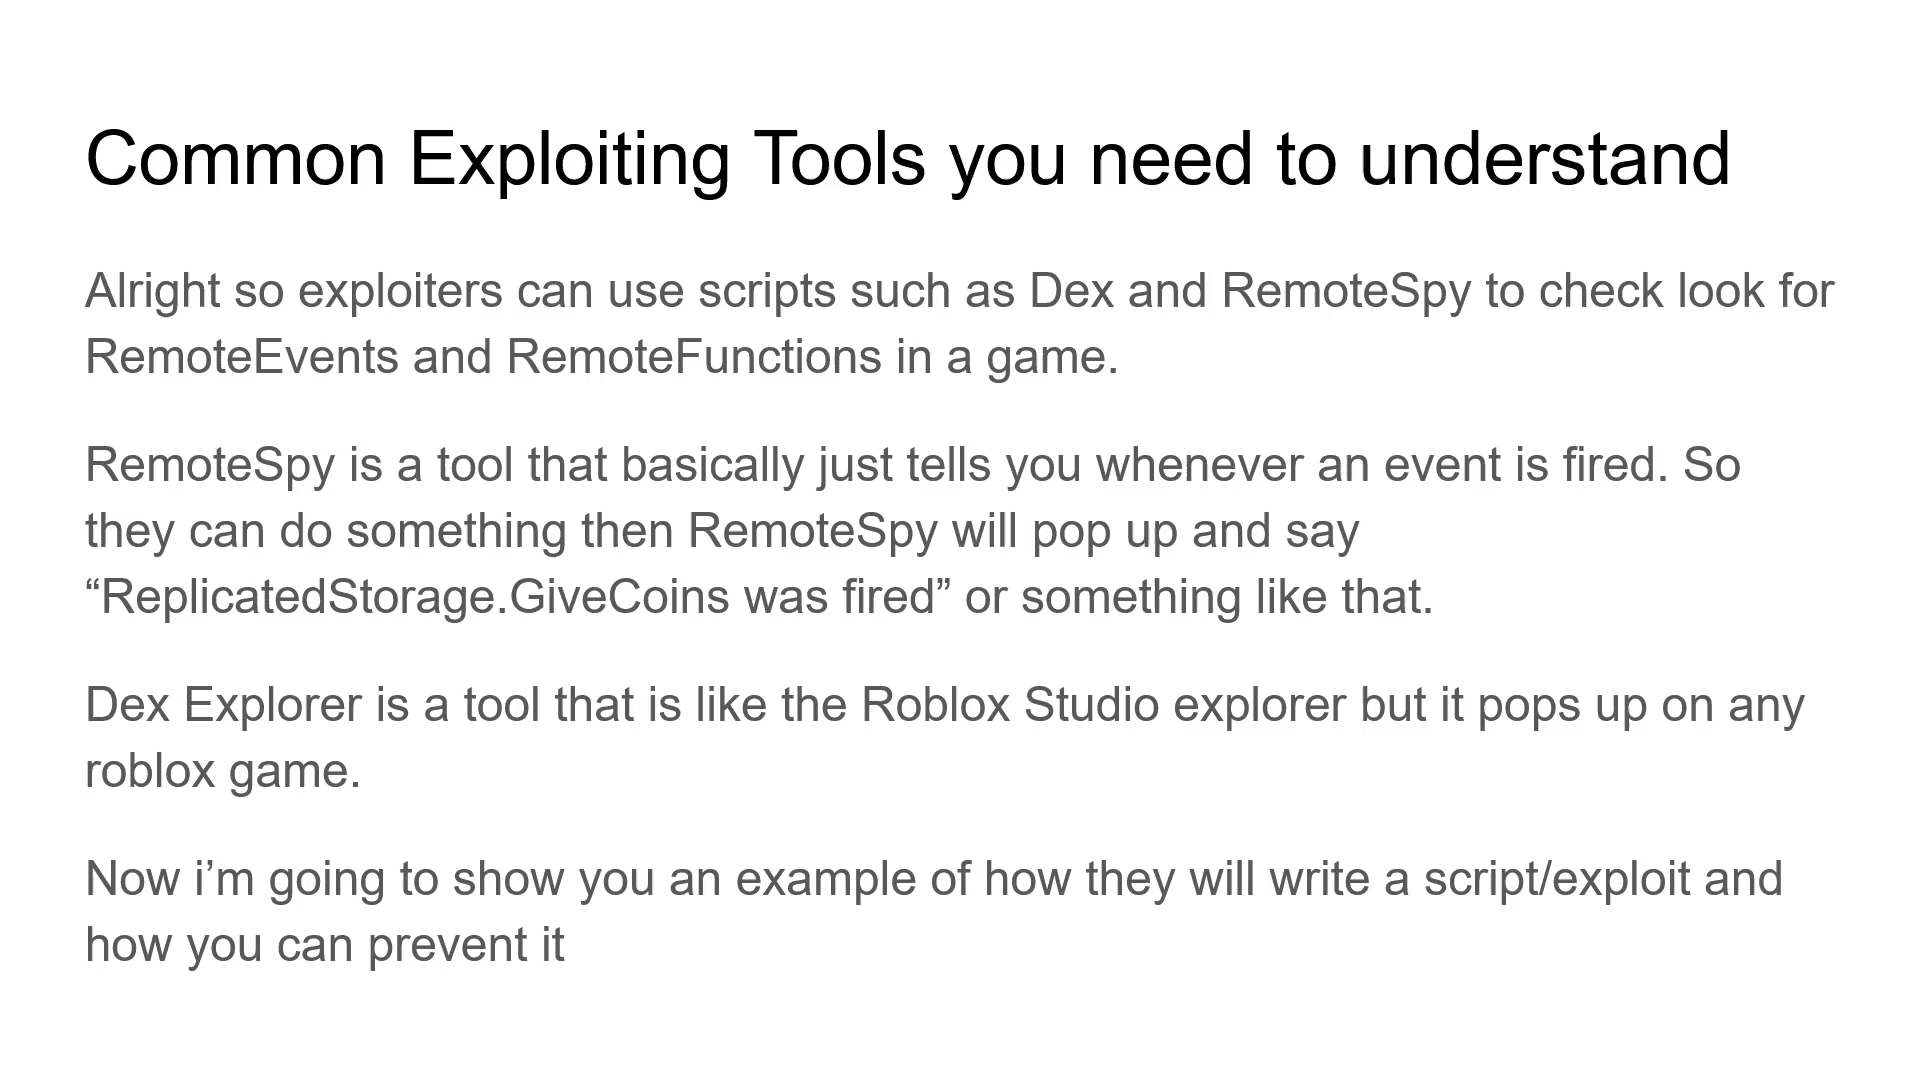 Common Exploiting Tools you need to understand
Alright so exploiters can use scripts such as Dex and RemoteSpy to check look for
RemoteEvents and RemoteFunctions in a game.
RemoteSpy is a tool that basically just tells you whenever an event is fired. So
they can do something then RemoteSpy will pop up and say
“ReplicatedStorage.GiveCoins was fired” or something like that.
Dex Explorer is a tool that is like the Roblox Studio explorer but it pops up on any
roblox game.
Now i’m going to show you an example of how they will write a script/exploit and
how you can prevent it